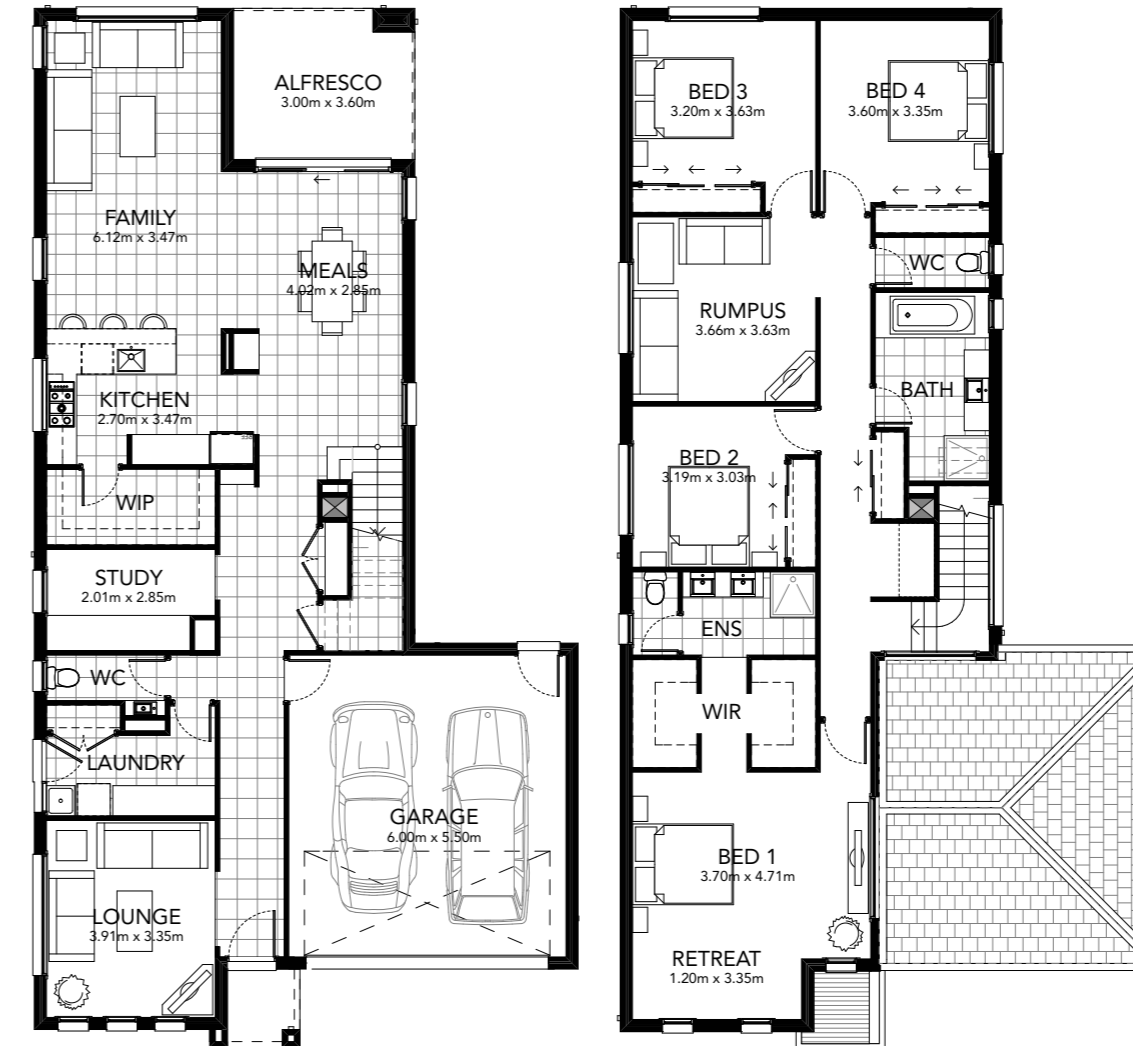 ALFRESCO
3.00m x 3.60m
FAMILY
6.12m x 3.47m
MEALS
4.02m x 2.85m
KITCHEN
2.70m x 3.47m
WIP
STUDY
2.01m x 2.85m
WC
LAUNDRY
GARAGE
6.00m x 5.50m
LOUNGE
3.91m x 3.35m
BED 3
3.20m x 3.63m
BED 4
3.60m x 3.35m
WC
RUMPUS
3.66m x 3.63m
BATH
BED 2
3.19m x 3.03m
ENS
WIR
BED 1
3.70m x 4.71m
RETREAT
1.20m x 3.35m